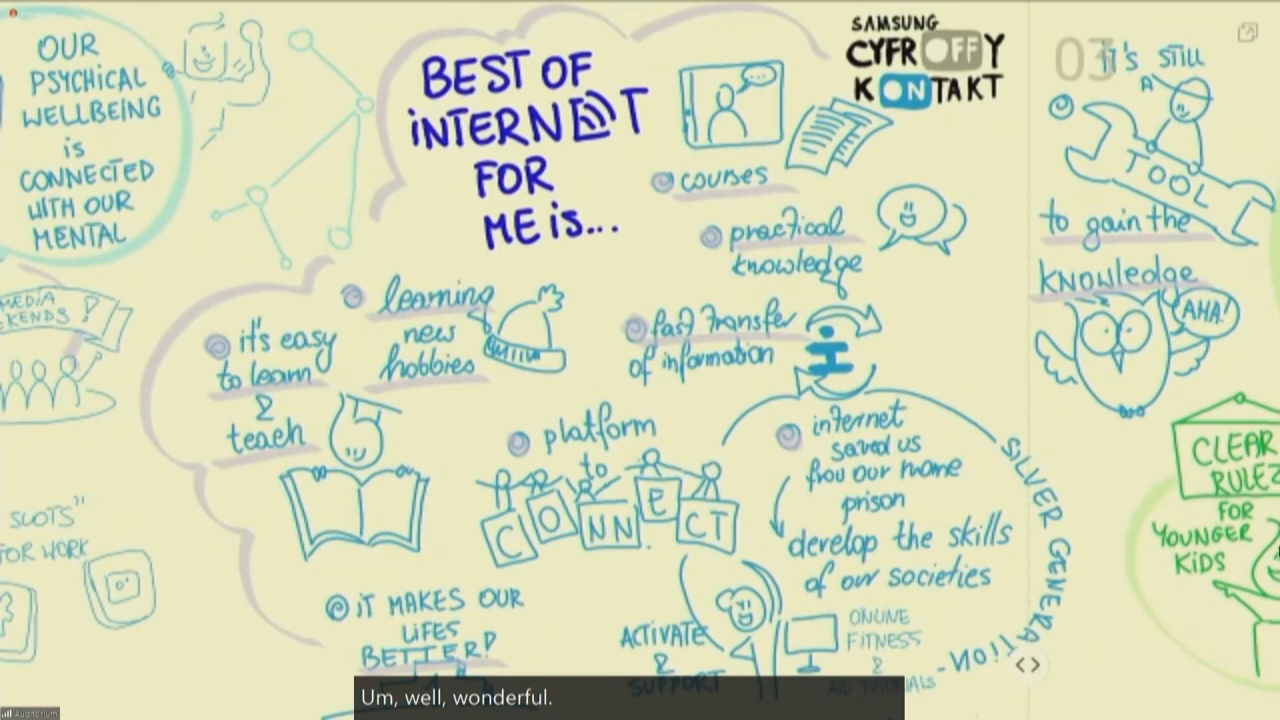 OUR
PSYCHICAL
WELLBEING
is
CONNECTED
WITH OUR
MENTAL
MEDIA
SLOTS"
FOR WORK
BEST OF
iNTERNET
FOR
ME is...
courses
practical
knowledge
learning
new
hobbies
it's easy
to learn
&
teach
fast transfer
of information
i
platform
to
CONNECT
internet
saved us
from our home
prison
develop the skills
of our societies
iT MAKES OUR
LiFES
BETTER!
ACTIVATE
&
SUPPORT
ONLINE
FiTNESS
&
AID TUTORIALS
SILVER GENERATION-
SAMSUNG
CYFROFFY
KONTAKT
03
iT'S STILL
A
TOOL
to gain the
KNOWLEDGE
AHA!
CLEAR
RULEZ
FOR
YOUNGER
KiDS
Um, well, wonderful.
Auditorium